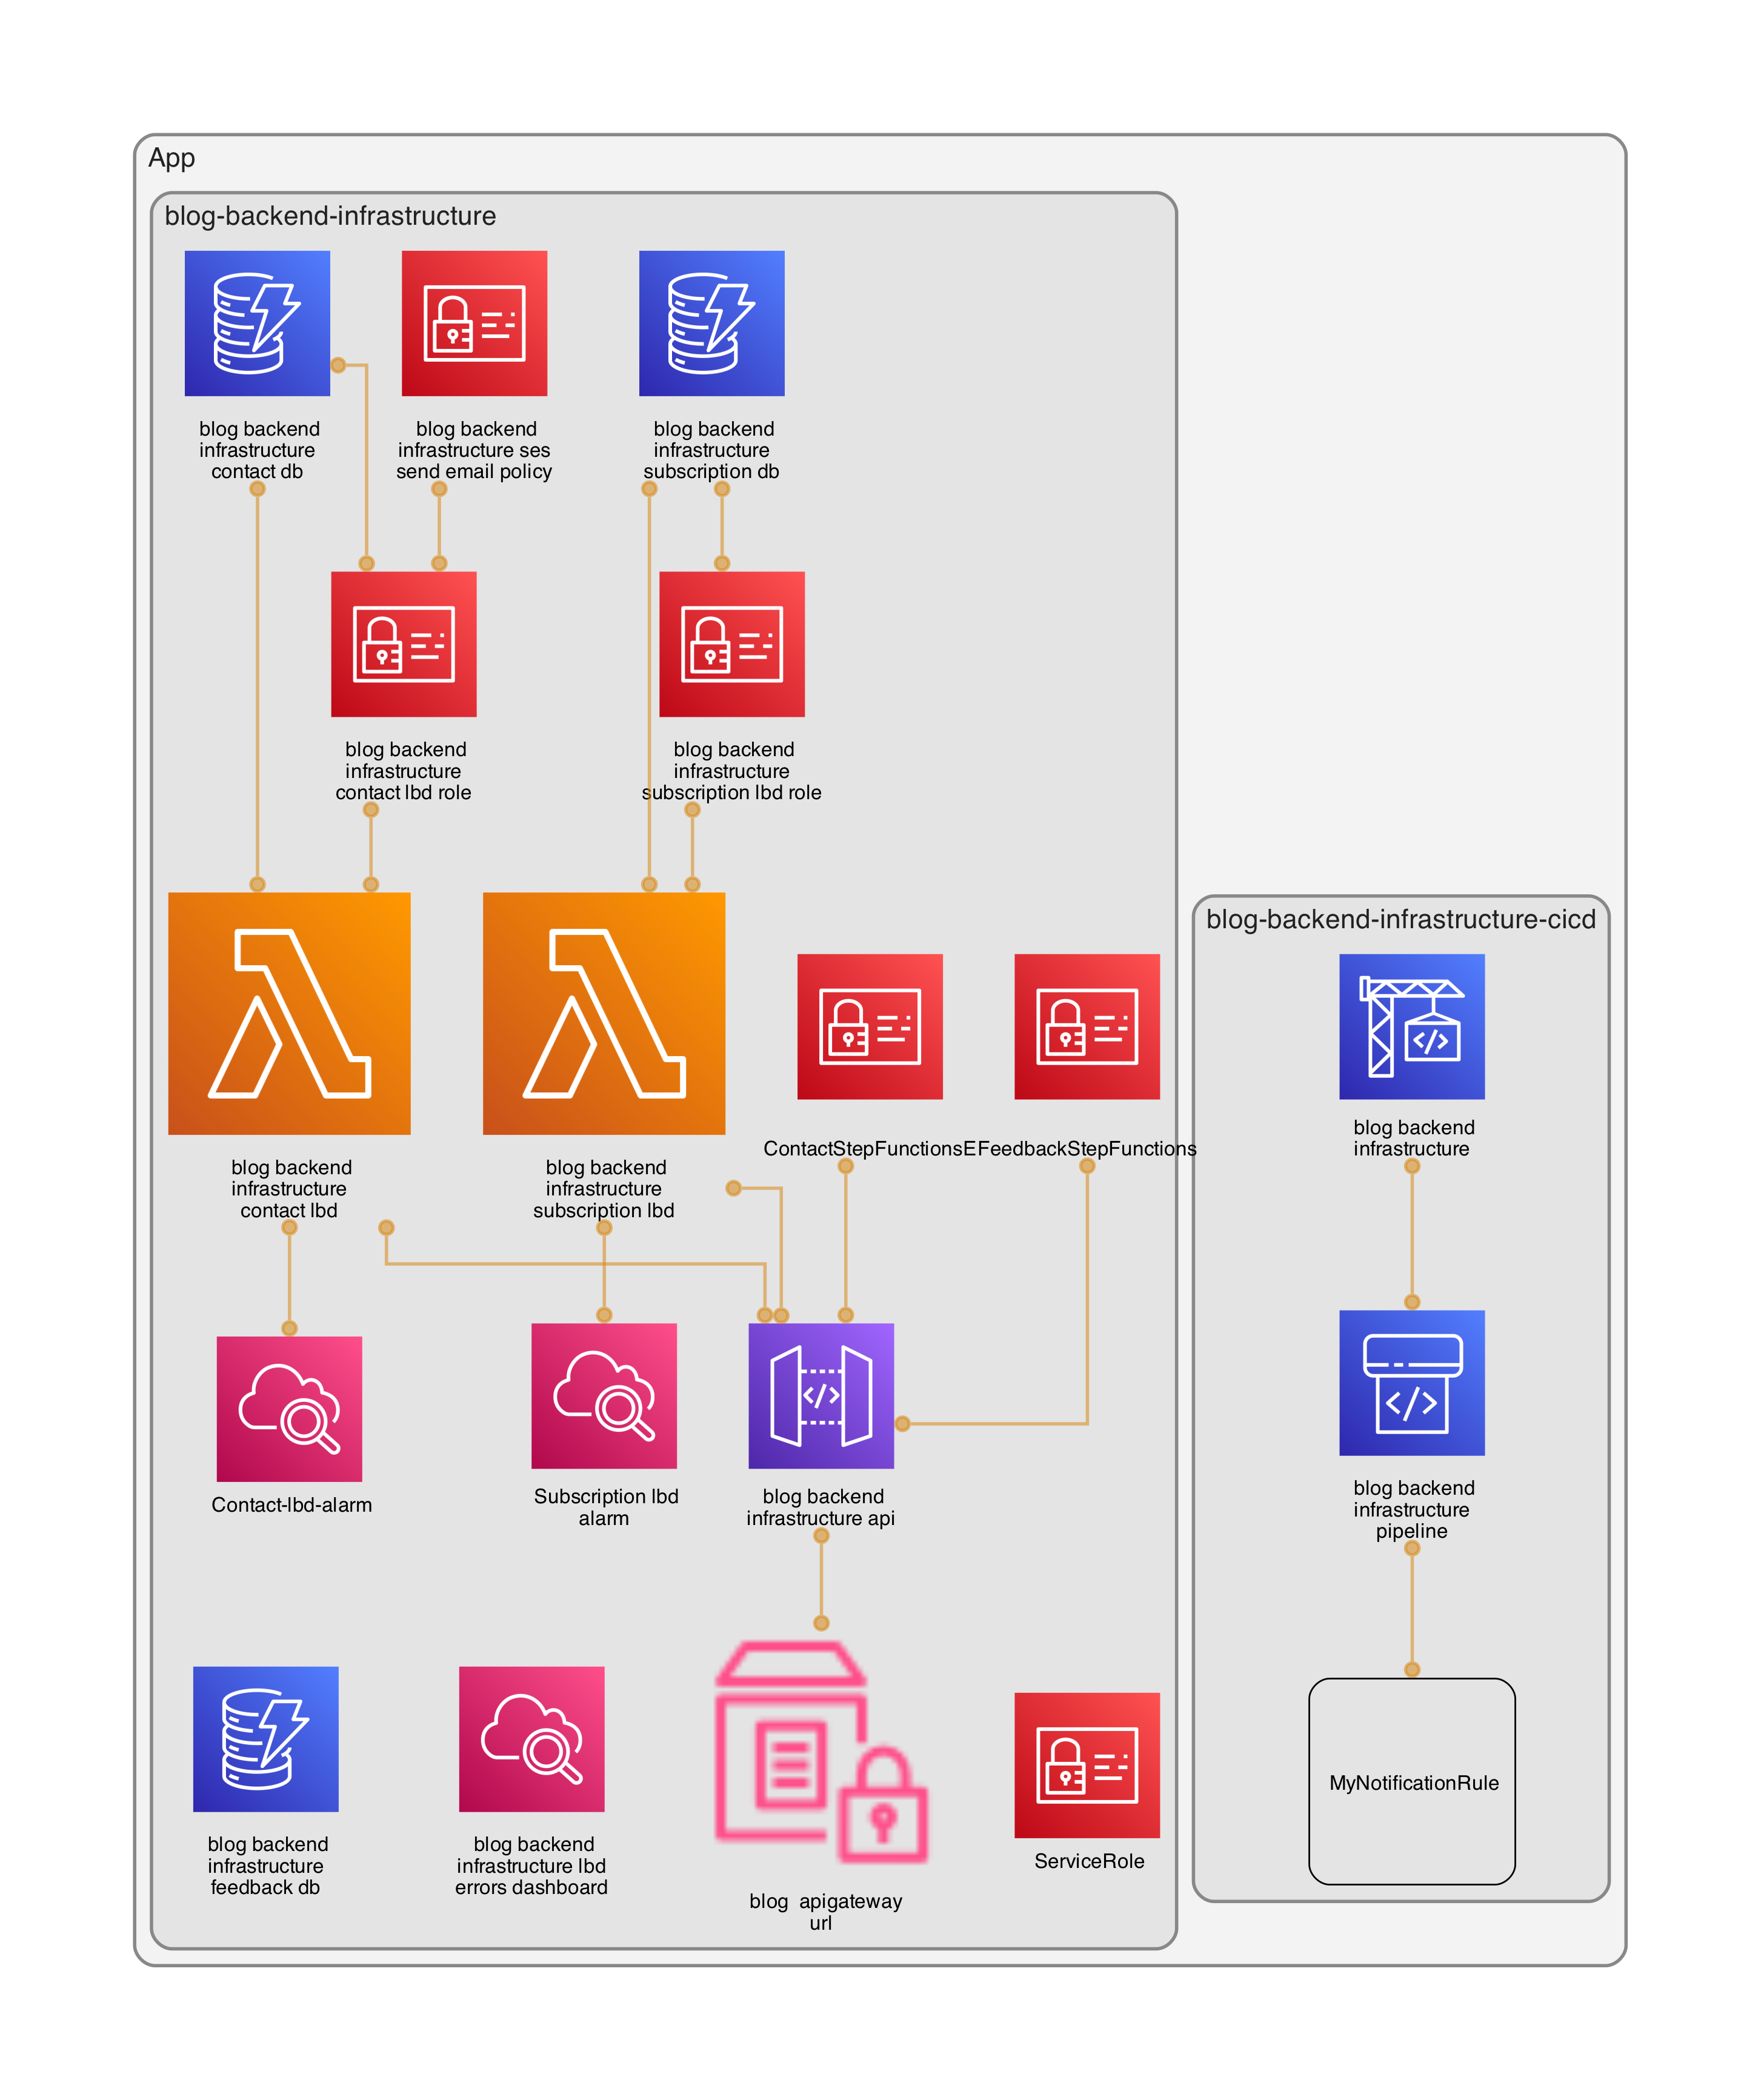 App
blog-backend-infrastructure
blog backend
infrastructure
contact db
blog backend
infrastructure ses
send email policy
blog backend
infrastructure
subscription db
blog backend
infrastructure
contact lbd role
blog backend
infrastructure
subscription lbd role
blog backend
infrastructure
contact lbd
blog backend
infrastructure
subscription lbd
ContactStepFunctionsEFeedbackStepFunctions
Contact-lbd-alarm
Subscription lbd
alarm
blog backend
infrastructure api
blog backend
infrastructure
feedback db
blog backend
infrastructure lbd
errors dashboard
blog apigateway
url
ServiceRole
blog-backend-infrastructure-cicd
blog backend
infrastructure
blog backend
infrastructure
pipeline
MyNotificationRule